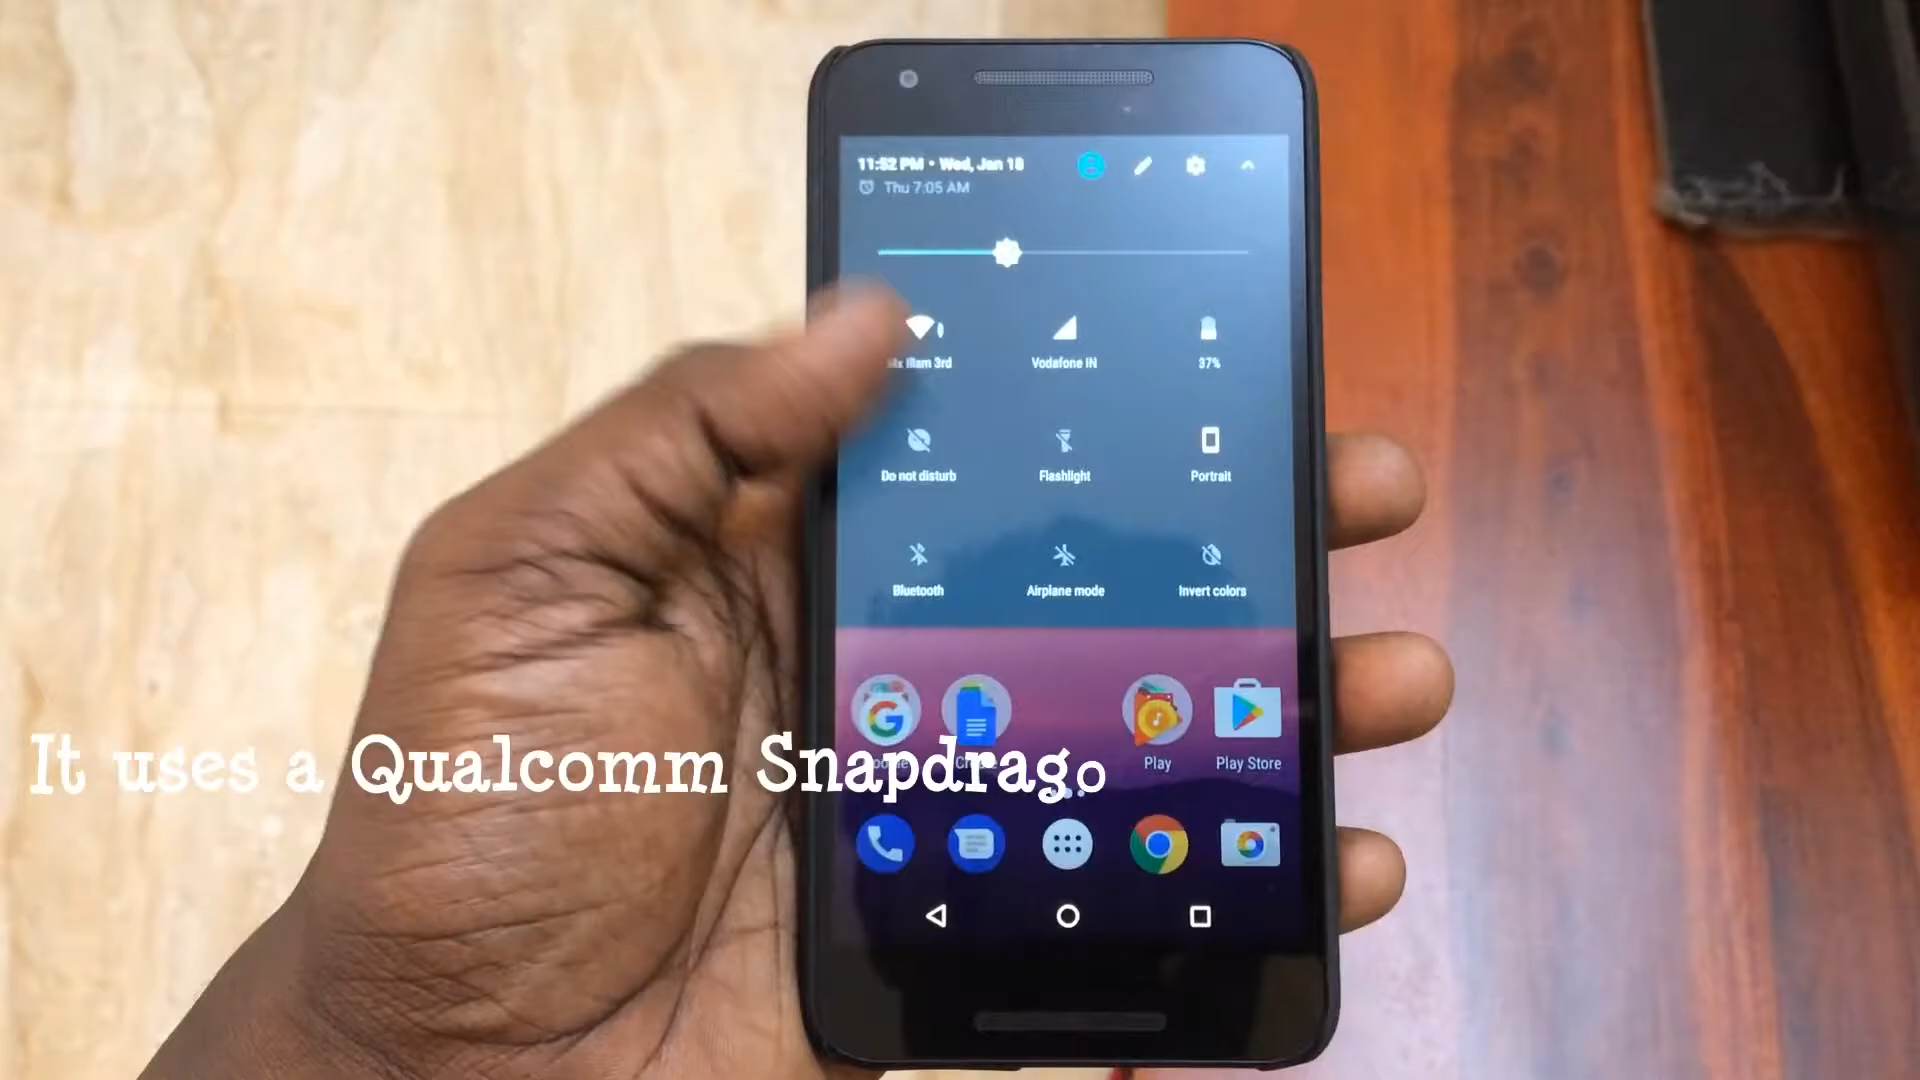 11:52 PM • Wed, Jan 18
Thu 7:05 AM
3rd
Vodafone IN
37%
Do not disturb
Flashlight
Portrait
Bluetooth
Airplane mode
Invert colors
Play
Play Store
It uses a Qualcomm Snapdrago